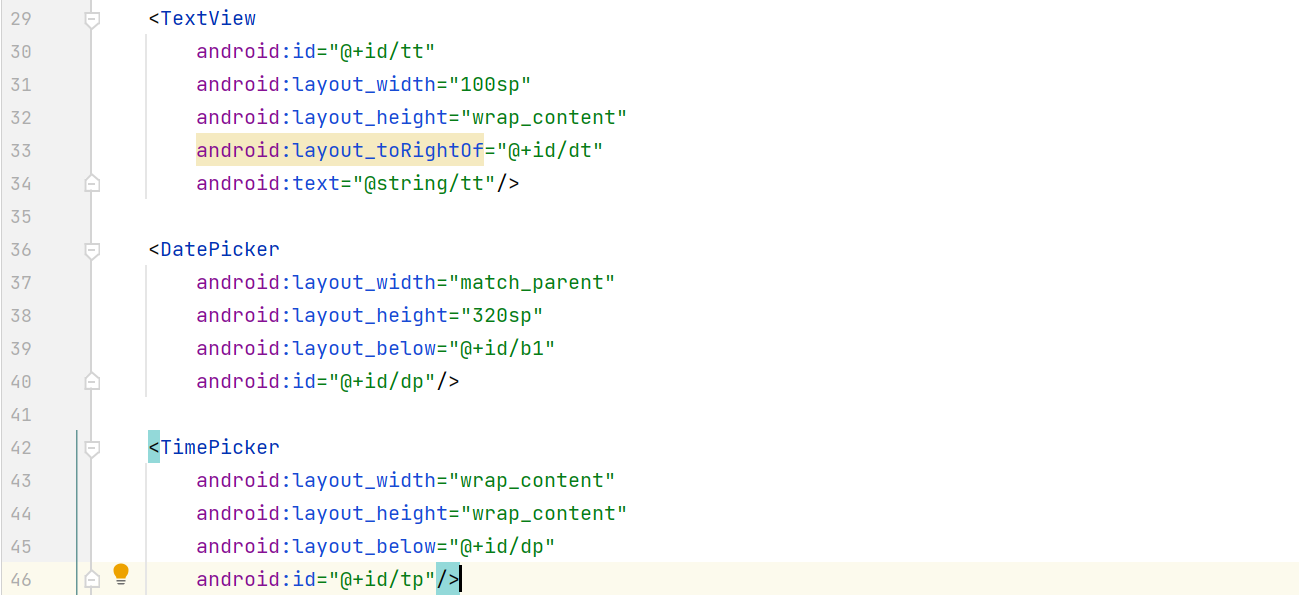 29 <TextView
30 android:id="@+id/tt"
31 android:layout_width="100sp"
32 android:layout_height="wrap_content"
33 android:layout_toRightOf="@+id/dt"
34 android:text="@string/tt"/>
35
36 <DatePicker
37 android:layout_width="match_parent"
38 android:layout_height="320sp"
39 android:layout_below="@+id/b1"
40 android:id="@+id/dp"/>
41
42 <TimePicker
43 android:layout_width="wrap_content"
44 android:layout_height="wrap_content"
45 android:layout_below="@+id/dp"
46 android:id="@+id/tp"/>